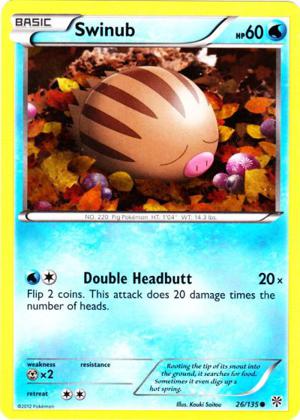 BASIC
Swinub HP60
NO. 220 Pig Pokémon HT: 1'04" WT: 14.3 lbs.
Double Headbutt 20×
Flip 2 coins. This attack does 20 damage times
the number of heads.
weakness resistance
×2
retreat
Rooting the tip of its snout into
the ground, it searches for food.
Sometimes it even digs up a
hot spring.
©2012 Pokémon Illus. Kouki Saitou 26/135